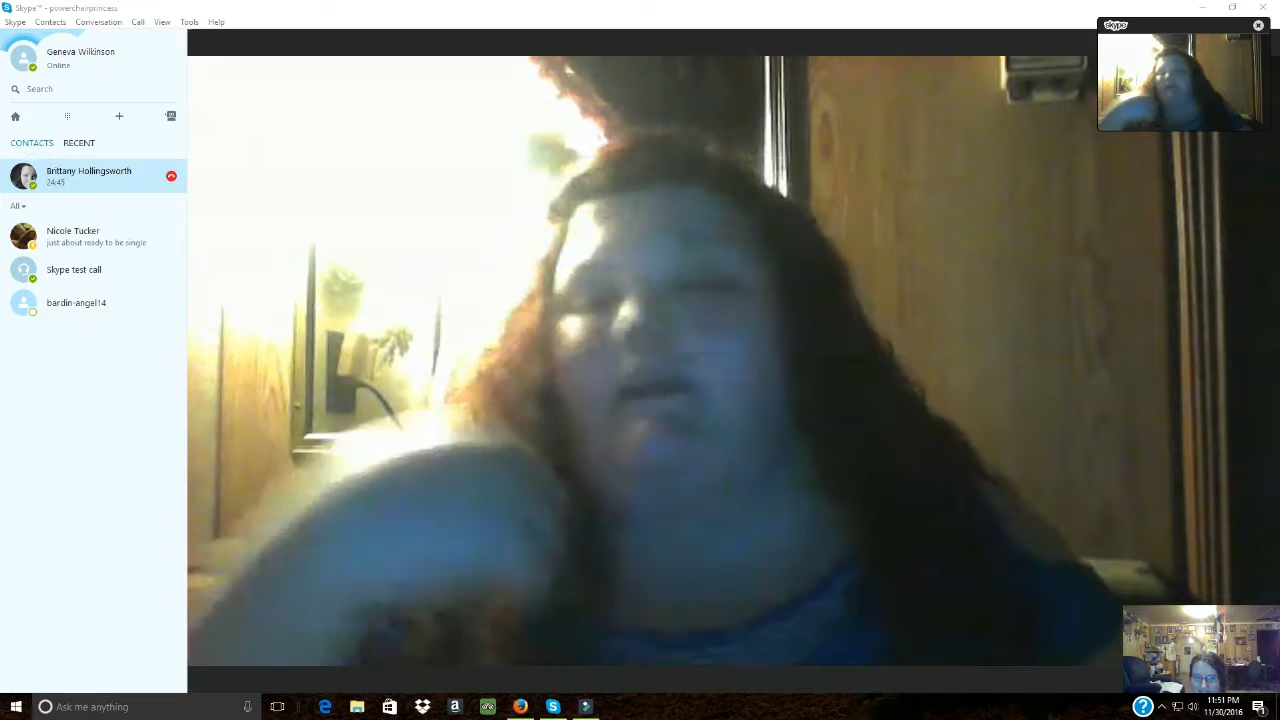 Skype™ - powerchairprincess
Skype Contacts Conversation Call View Tools Help
skype
Geneva Wilkinson
Online
Search
CONTACTS RECENT
Brittany Hollingsworth
24:45
All
Nicole Tucker
just about ready to be single
Skype test call
bardin-angel14
Ask me anything
11:51 PM
11/30/2016